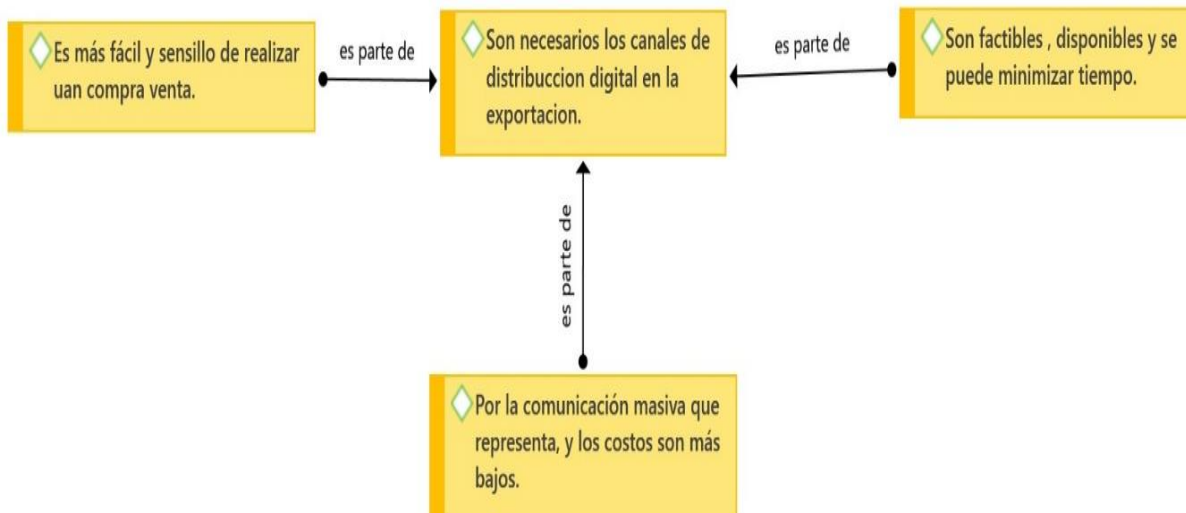 Es más fácil y sensillo de realizar
uan compra venta.
es parte de
Son necesarios los canales de
distribuccion digital en la
exportacion.
es parte de
Son factibles , disponibles y se
puede minimizar tiempo.
es parte de
Por la comunicación masiva que
representa, y los costos son más
bajos.